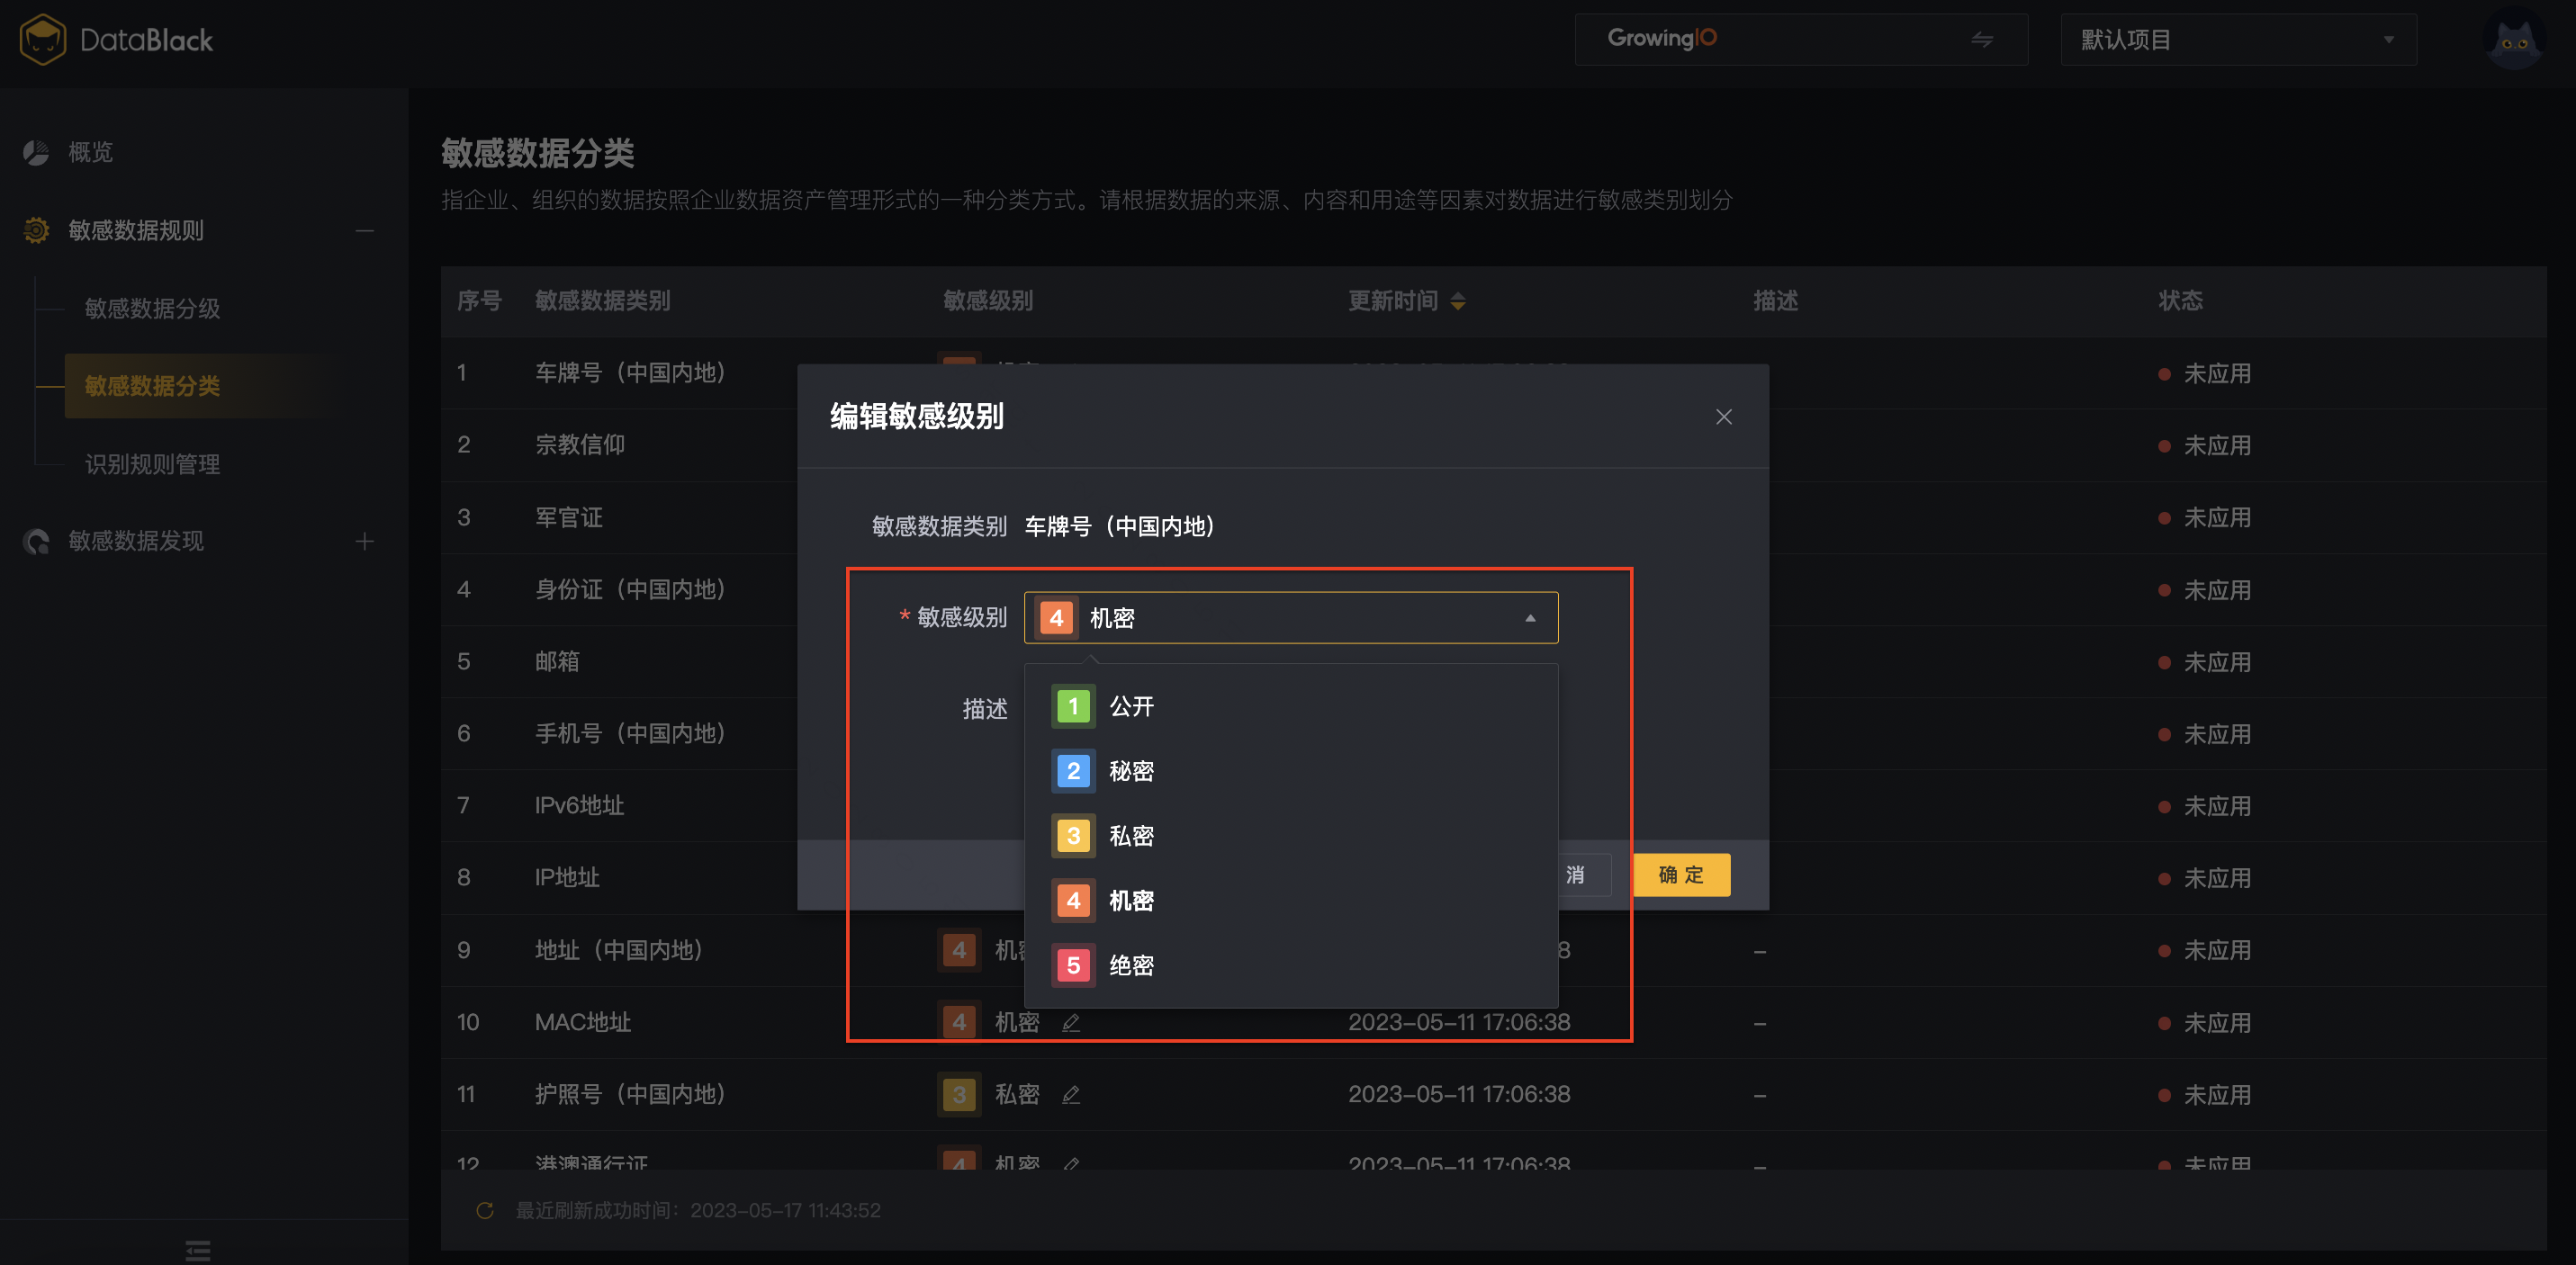 DataBlack
GrowingIO
默认项目
概览
敏感数据规则
敏感数据分级
敏感数据分类
识别规则管理
敏感数据发现
敏感数据分类
指企业、组织的数据按照企业数据资产管理形式的一种分类方式。请根据数据的来源、内容和用途等因素对数据进行敏感类别划分
序号 敏感数据类别 敏感级别 更新时间 描述 状态
1 车牌号（中国内地） 未应用
2 宗教信仰 未应用
3 军官证 未应用
4 身份证（中国内地） 未应用
5 邮箱 未应用
6 手机号（中国内地） 未应用
7 IPv6地址 未应用
8 IP地址 未应用
9 地址（中国内地） 4 机 8 – 未应用
10 MAC地址 4 机密 2023-05-11 17:06:38 – 未应用
11 护照号（中国内地） 3 私密 2023-05-11 17:06:38 – 未应用
12 港澳通行证 4 机密 2023-05-11 17:06:38 – 未应用
最近刷新成功时间：2023-05-17 11:43:52
编辑敏感级别
敏感数据类别 车牌号（中国内地）
* 敏感级别 4 机密
描述
1 公开
2 秘密
3 私密
4 机密
5 绝密
消
确 定